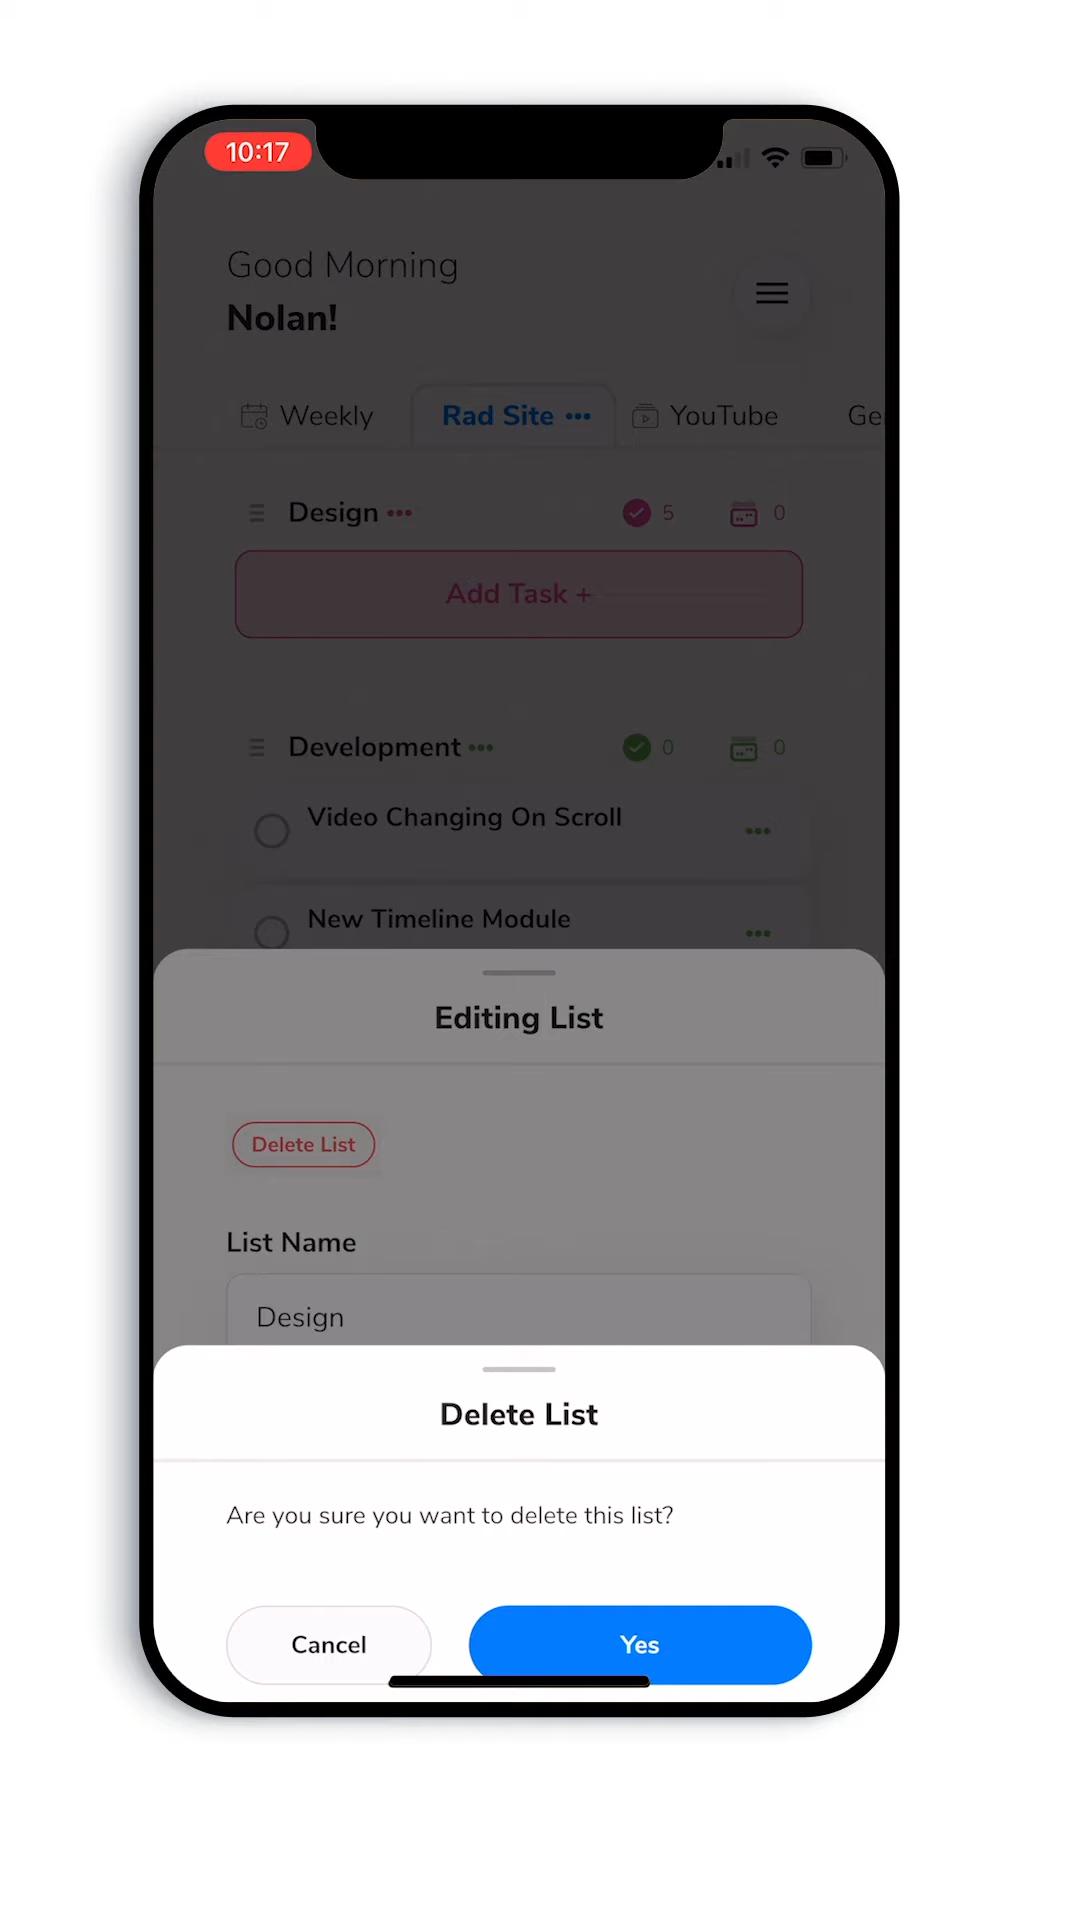 10:17
Good Morning
Nolan!
Weekly Rad Site ••• YouTube Ge
Design ••• 5 0
Add Task +
Development ••• 0 0
Video Changing On Scroll •••
New Timeline Module •••
Editing List
Delete List
List Name
Design
Delete List
Are you sure you want to delete this list?
Cancel Yes